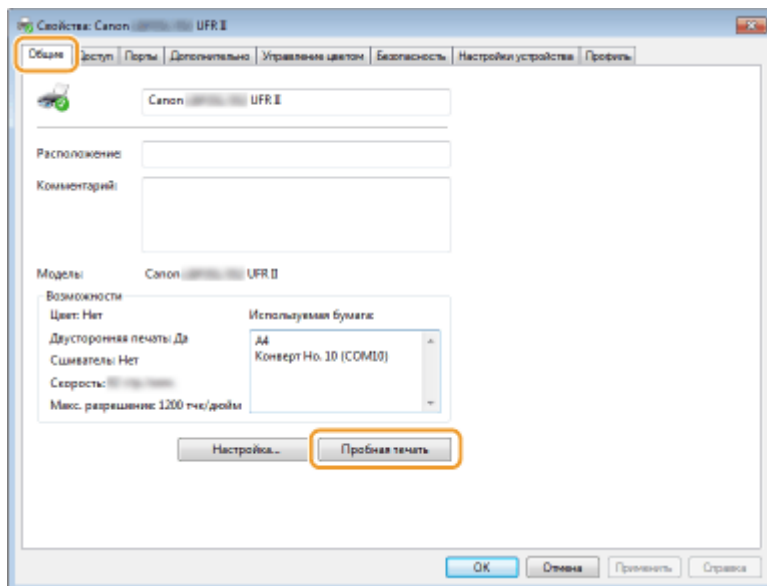 Свойства: Canon UFR II
Общие Доступ Порты Дополнительно Управление цветом Безопасность Настройки устройства Профиль
Canon UFR II
Расположение:
Комментарий:
Модель: Canon UFR II
Возможности
Цвет: Нет Используемая бумага:
Двусторонняя печать: Да A4
Сшиватель: Нет Конверт Но. 10 (COM10)
Скорость:
Макс. разрешение: 1200 тчк/дюйм
Настройка... Пробная печать
OK Отмена Применить Справка